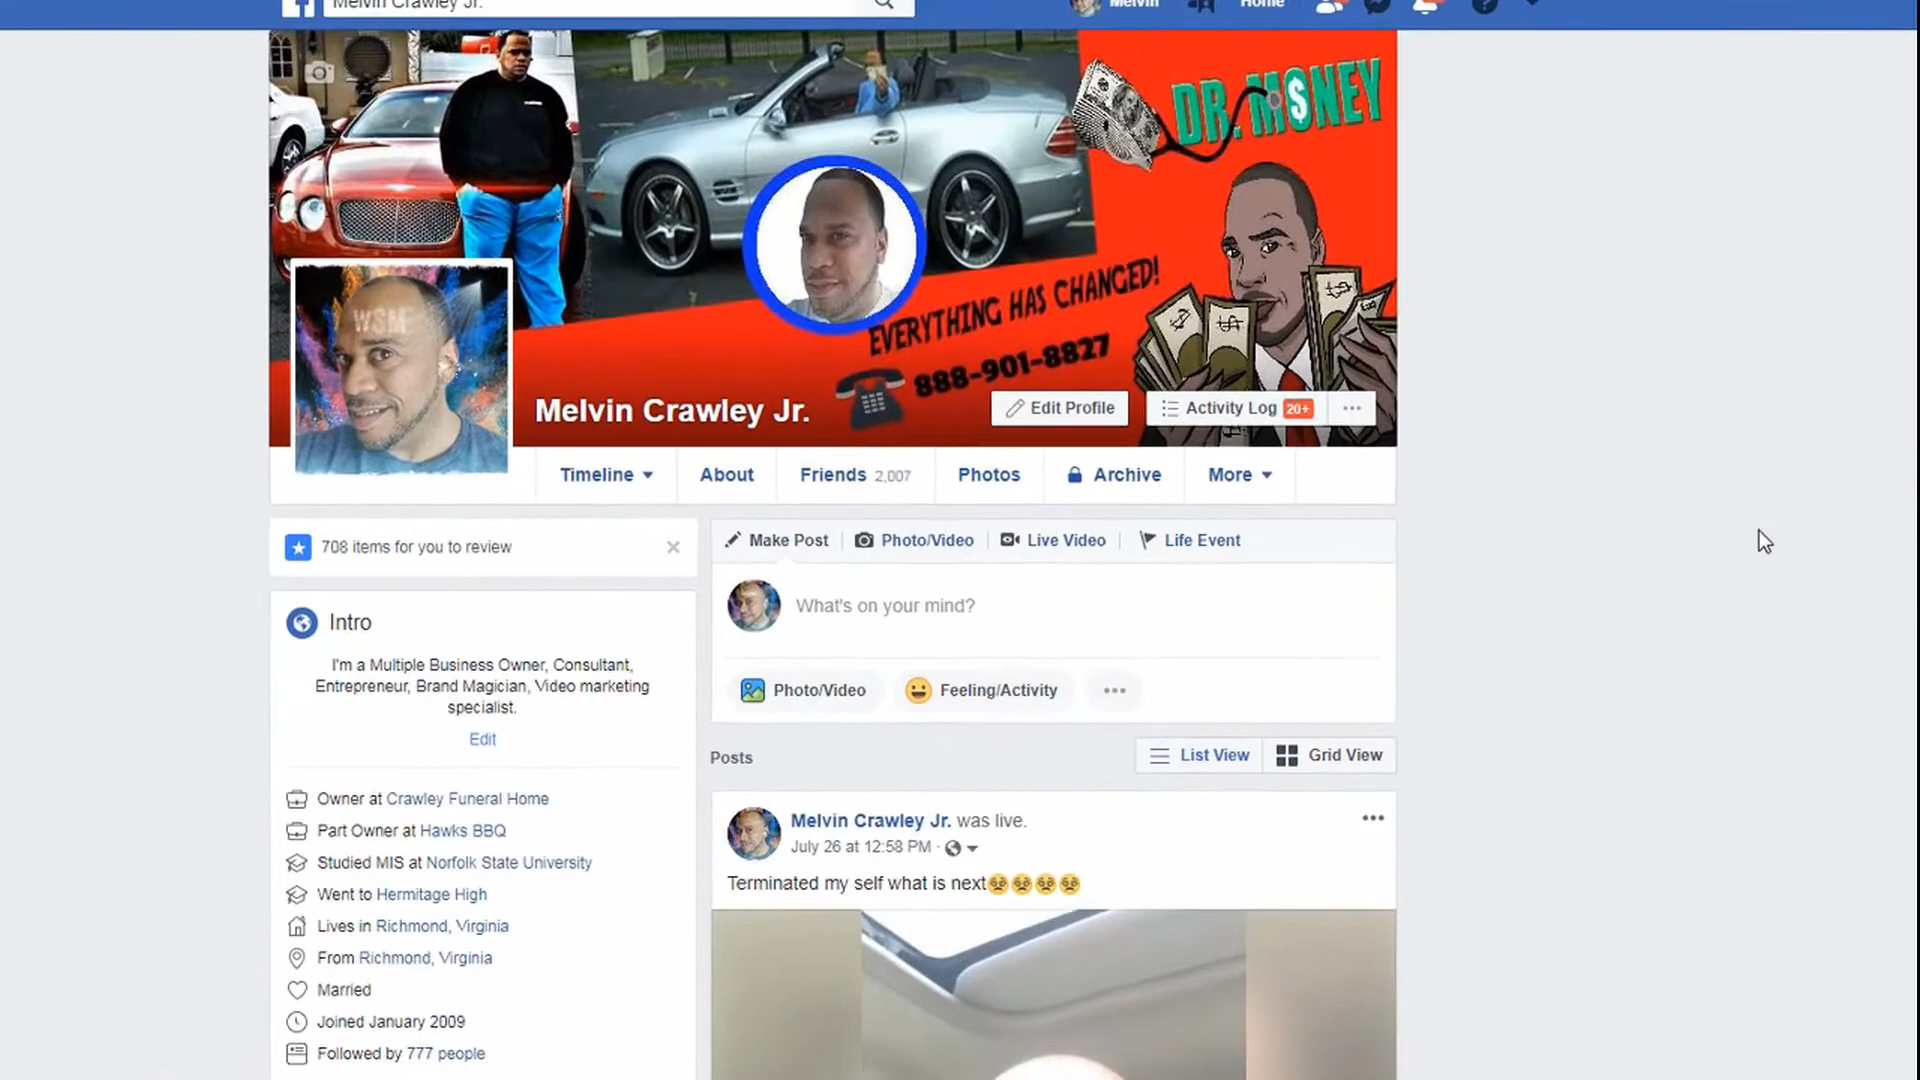 Melvin Crawley Jr.
Melvin
Home
DR. M$NEY
EVERYTHING HAS CHANGED!
888-901-8827
WSM
Melvin Crawley Jr.
Edit Profile
Activity Log 20+
Timeline
About
Friends 2,007
Photos
Archive
More
708 items for you to review
Make Post
Photo/Video
Live Video
Life Event
What's on your mind?
Photo/Video
Feeling/Activity
Intro
I'm a Multiple Business Owner, Consultant,
Entrepreneur, Brand Magician, Video marketing
specialist.
Edit
Posts
List View
Grid View
Owner at Crawley Funeral Home
Part Owner at Hawks BBQ
Studied MIS at Norfolk State University
Went to Hermitage High
Lives in Richmond, Virginia
From Richmond, Virginia
Married
Joined January 2009
Followed by 777 people
Melvin Crawley Jr. was live.
July 26 at 12:58 PM ·
Terminated my self what is next🥺🥺🥺🥺